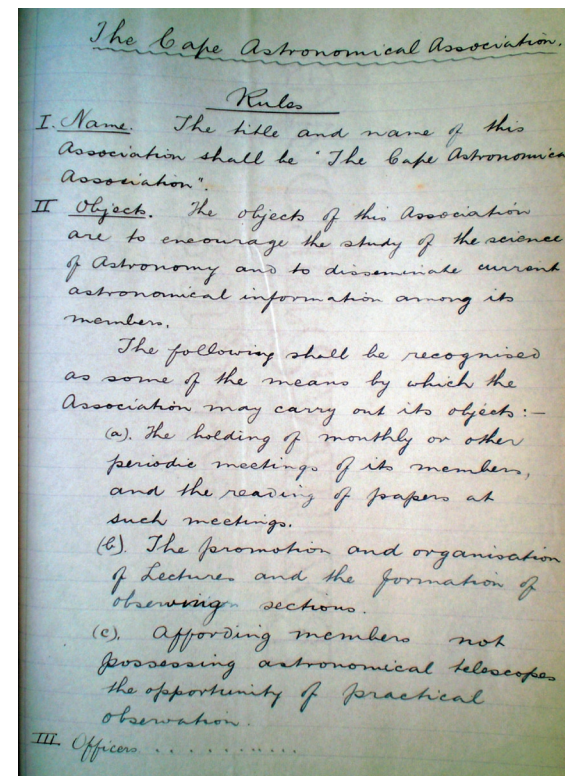 The Cape Astronomical Association.
Rules
I. Name. The title and name of this
Association shall be "The Cape Astronomical
Association".
II Objects. The objects of this Association
are to encourage the study of the science
of Astronomy and to disseminate current
astronomical information among its
members.
The following shall be recognised
as some of the means by which the
Association may carry out its objects:—
(a). The holding of monthly or other
periodic meetings of its members,
and the reading of papers at
such meetings.
(b). The promotion and organisation
of Lectures and the formation of
observing sections.
(c). Affording members not
possessing astronomical telescopes
the opportunity of practical
observation.
III. Officers . . . . . . . . . .